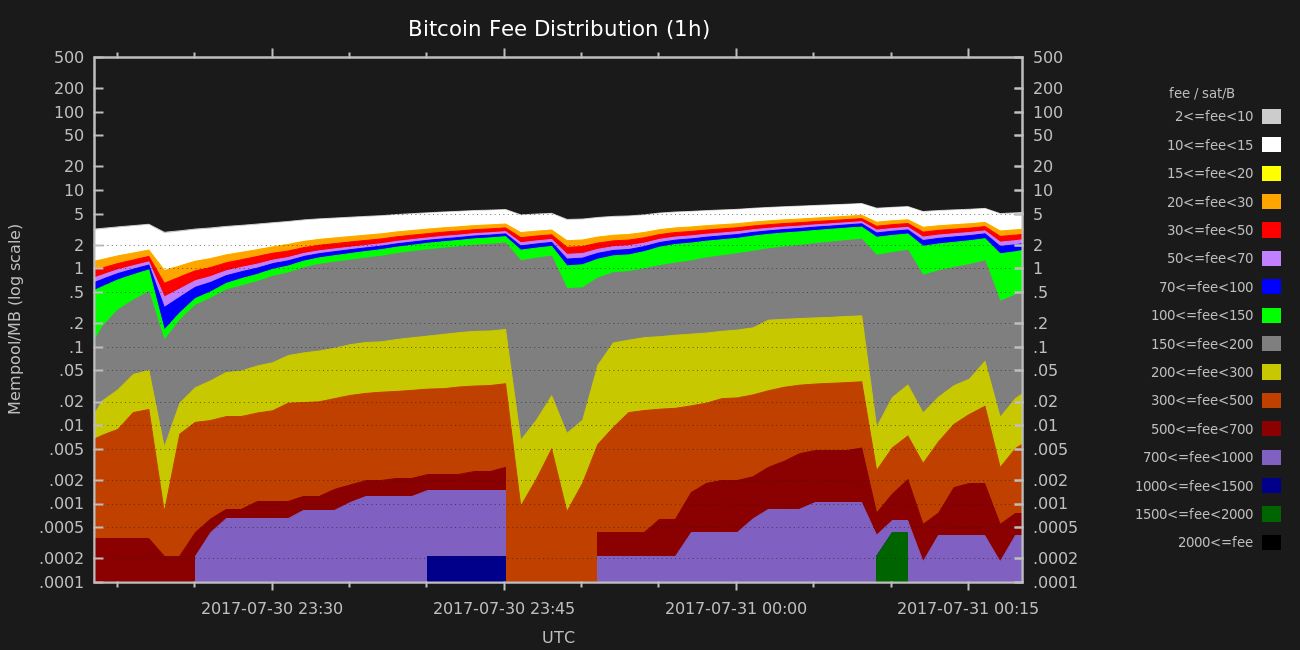 Bitcoin Fee Distribution (1h)
500 500
200 200
100 100
50 50
20 20
10 10
5 5
2 2
1 1
.5 .5
.2 .2
.1 .1
.05 .05
.02 .02
.01 .01
.005 .005
.002 .002
.001 .001
.0005 .0005
.0002 .0002
.0001 .0001
Mempool/MB (log scale)
2017-07-30 23:30 2017-07-30 23:45 2017-07-31 00:00 2017-07-31 00:15
UTC
fee / sat/B
2<=fee<10
10<=fee<15
15<=fee<20
20<=fee<30
30<=fee<50
50<=fee<70
70<=fee<100
100<=fee<150
150<=fee<200
200<=fee<300
300<=fee<500
500<=fee<700
700<=fee<1000
1000<=fee<1500
1500<=fee<2000
2000<=fee